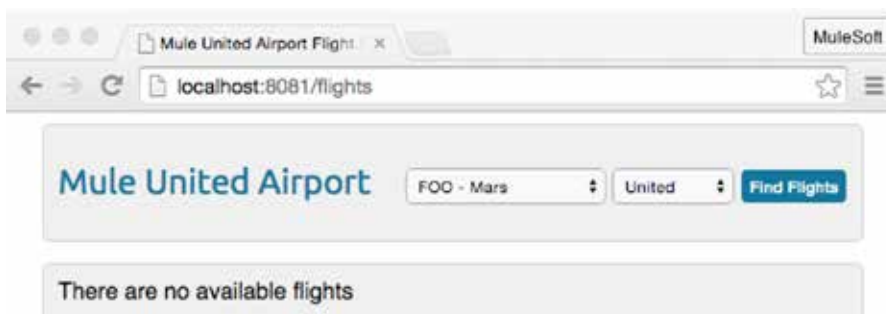 Mule United Airport Flight
MuleSoft
localhost:8081/flights
Mule United Airport
FOO - Mars
United
Find Flights
There are no available flights